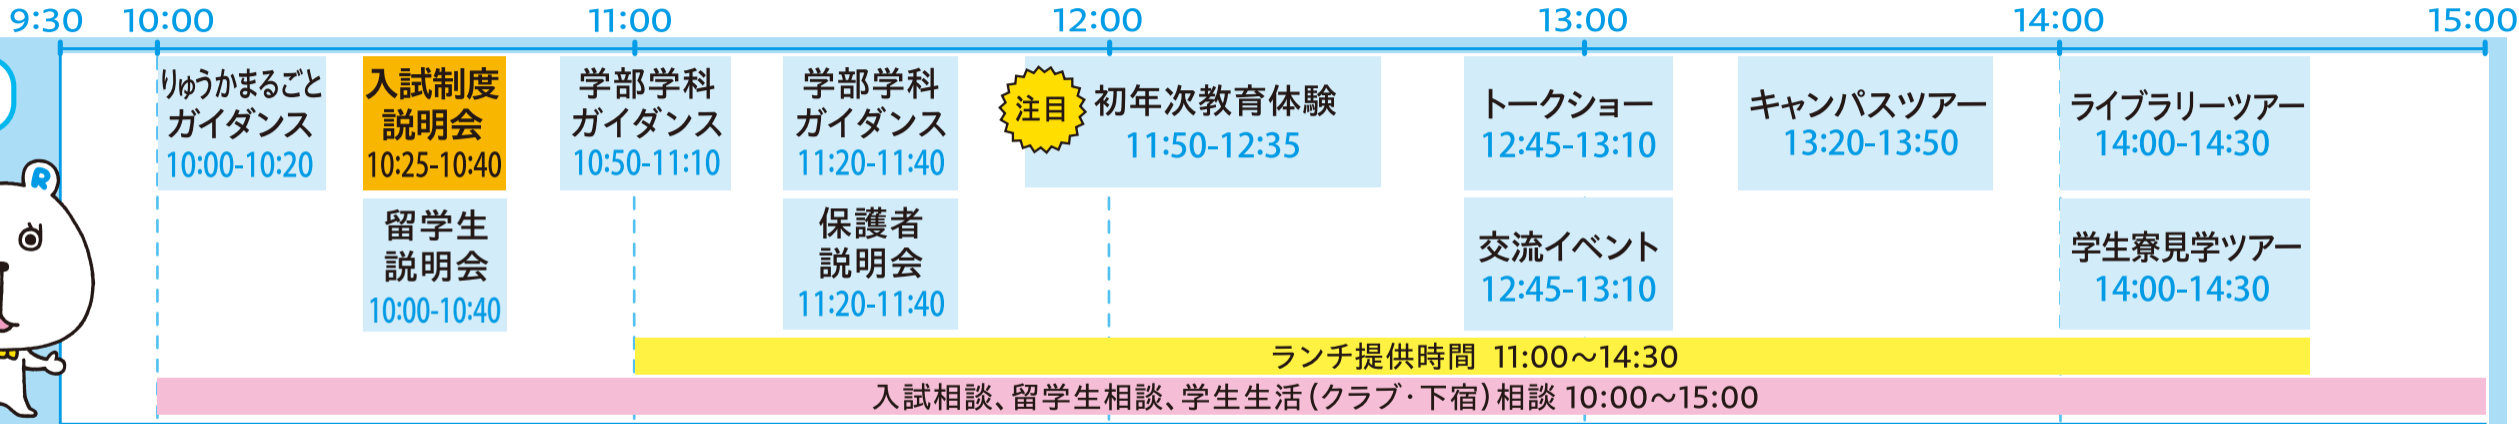 9:30 10:00 11:00 12:00 13:00 14:00 15:00
りゅうかまるごと
ガイダンス
10:00-10:20
入試制度
説明会
10:25-10:40
学部学科
ガイダンス
10:50-11:10
学部学科
ガイダンス
11:20-11:40
注目
初年次教育体験
11:50-12:35
トークショー
12:45-13:10
キャンパスツアー
13:20-13:50
ライブラリーツアー
14:00-14:30
R
留学生
説明会
10:00-10:40
保護者
説明会
11:20-11:40
交流イベント
12:45-13:10
学生寮見学ツアー
14:00-14:30
ランチ提供時間 11:00〜14:30
入試相談、留学生相談、学生生活(クラブ・下宿)相談 10:00〜15:00